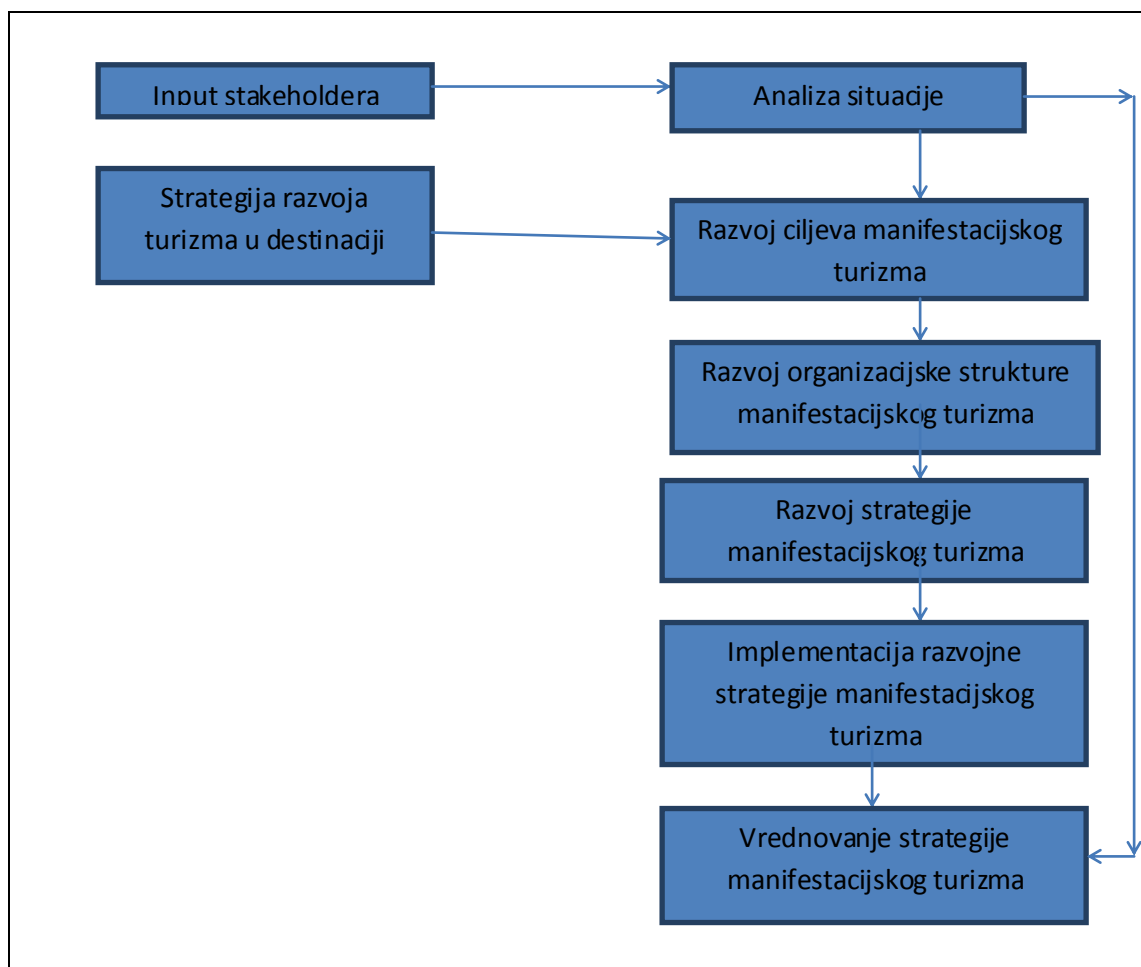 Input stakeholdera
Analiza situacije
Strategija razvoja
turizma u destinaciji
Razvoj ciljeva manifestacijskog
turizma
Razvoj organizacijske strukture
manifestacijskog turizma
Razvoj strategije
manifestacijskog turizma
Implementacija razvojne
strategije manifestacijskog
turizma
Vrednovanje strategije
manifestacijskog turizma